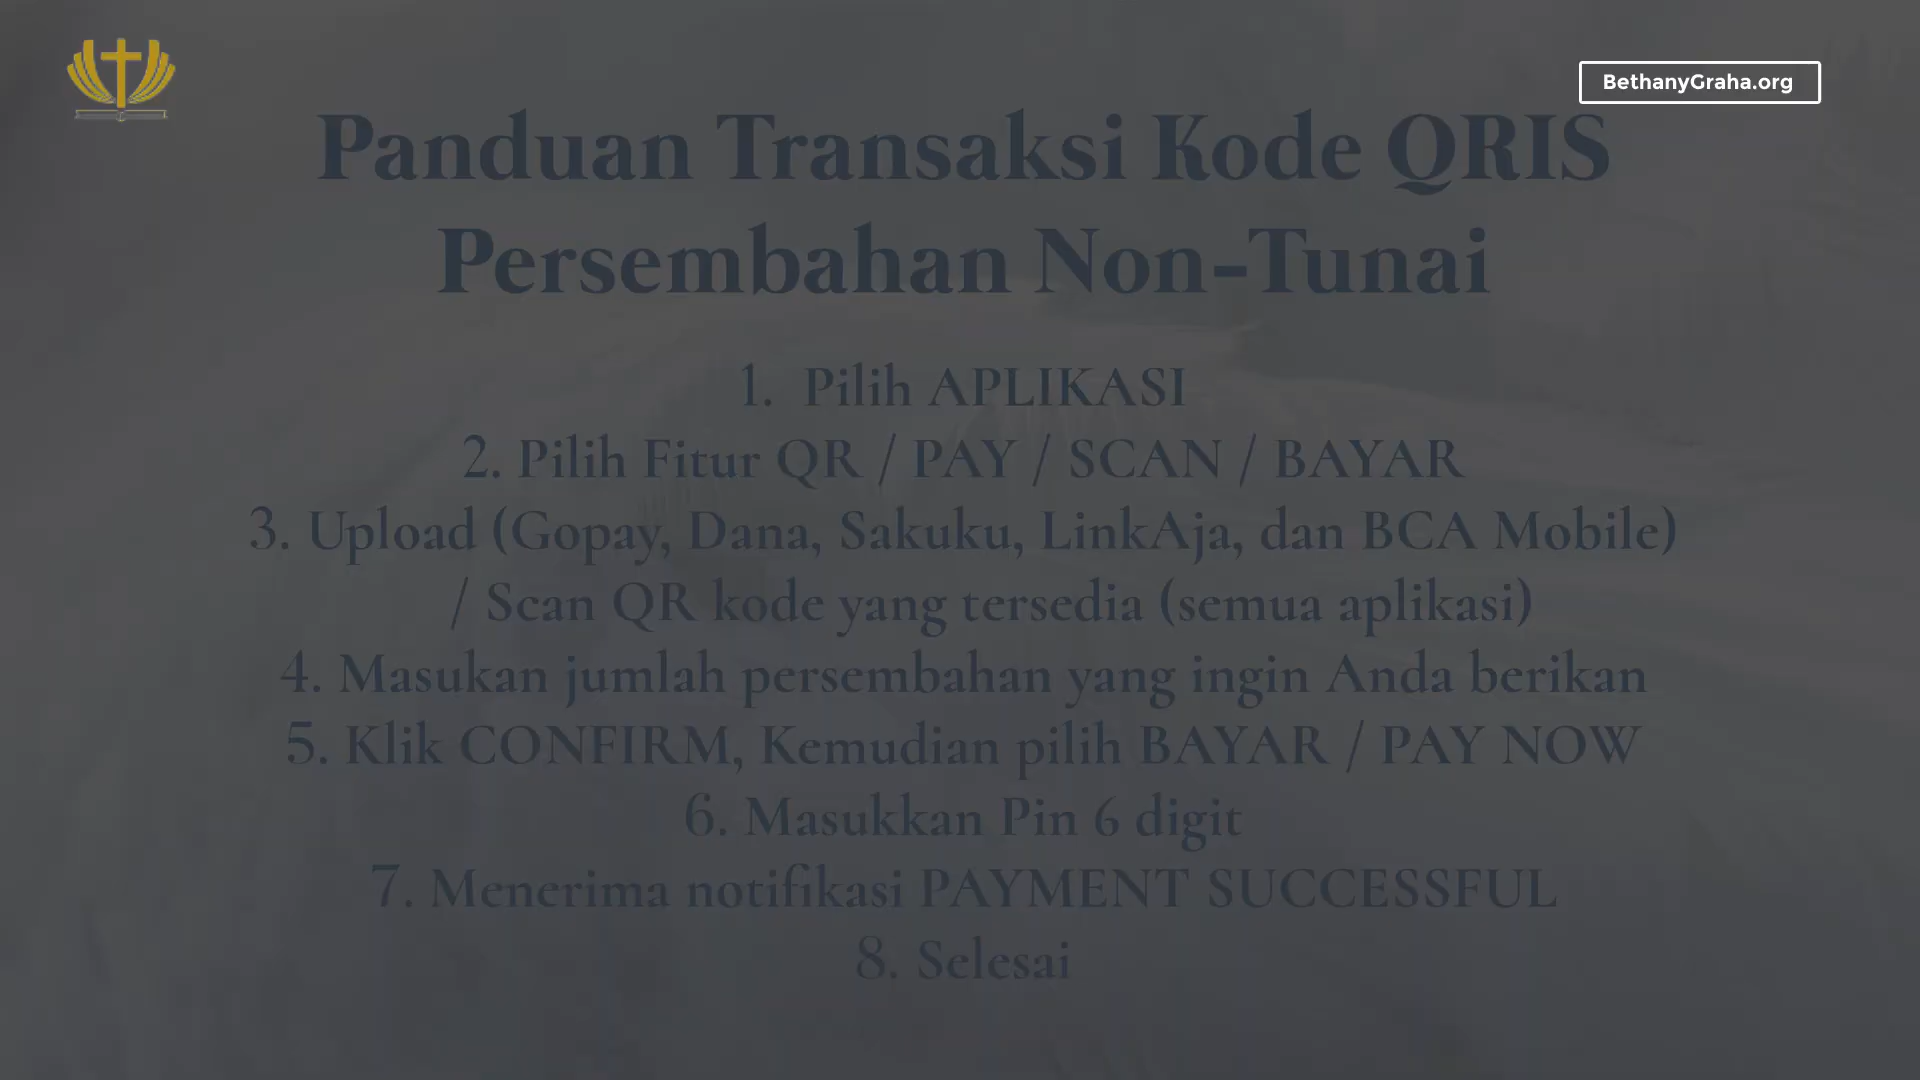 BethanyGraha.org
Panduan Transaksi Kode QRIS
Persembahan Non-Tunai
1. Pilih APLIKASI
2. Pilih Fitur QR / PAY / SCAN / BAYAR
3. Upload (Gopay, Dana, Sakuku, LinkAja, dan BCA Mobile)
/ Scan QR kode yang tersedia (semua aplikasi)
4. Masukan jumlah persembahan yang ingin Anda berikan
5. Klik CONFIRM, Kemudian pilih BAYAR / PAY NOW
6. Masukkan Pin 6 digit
7. Menerima notifikasi PAYMENT SUCCESSFUL
8. Selesai